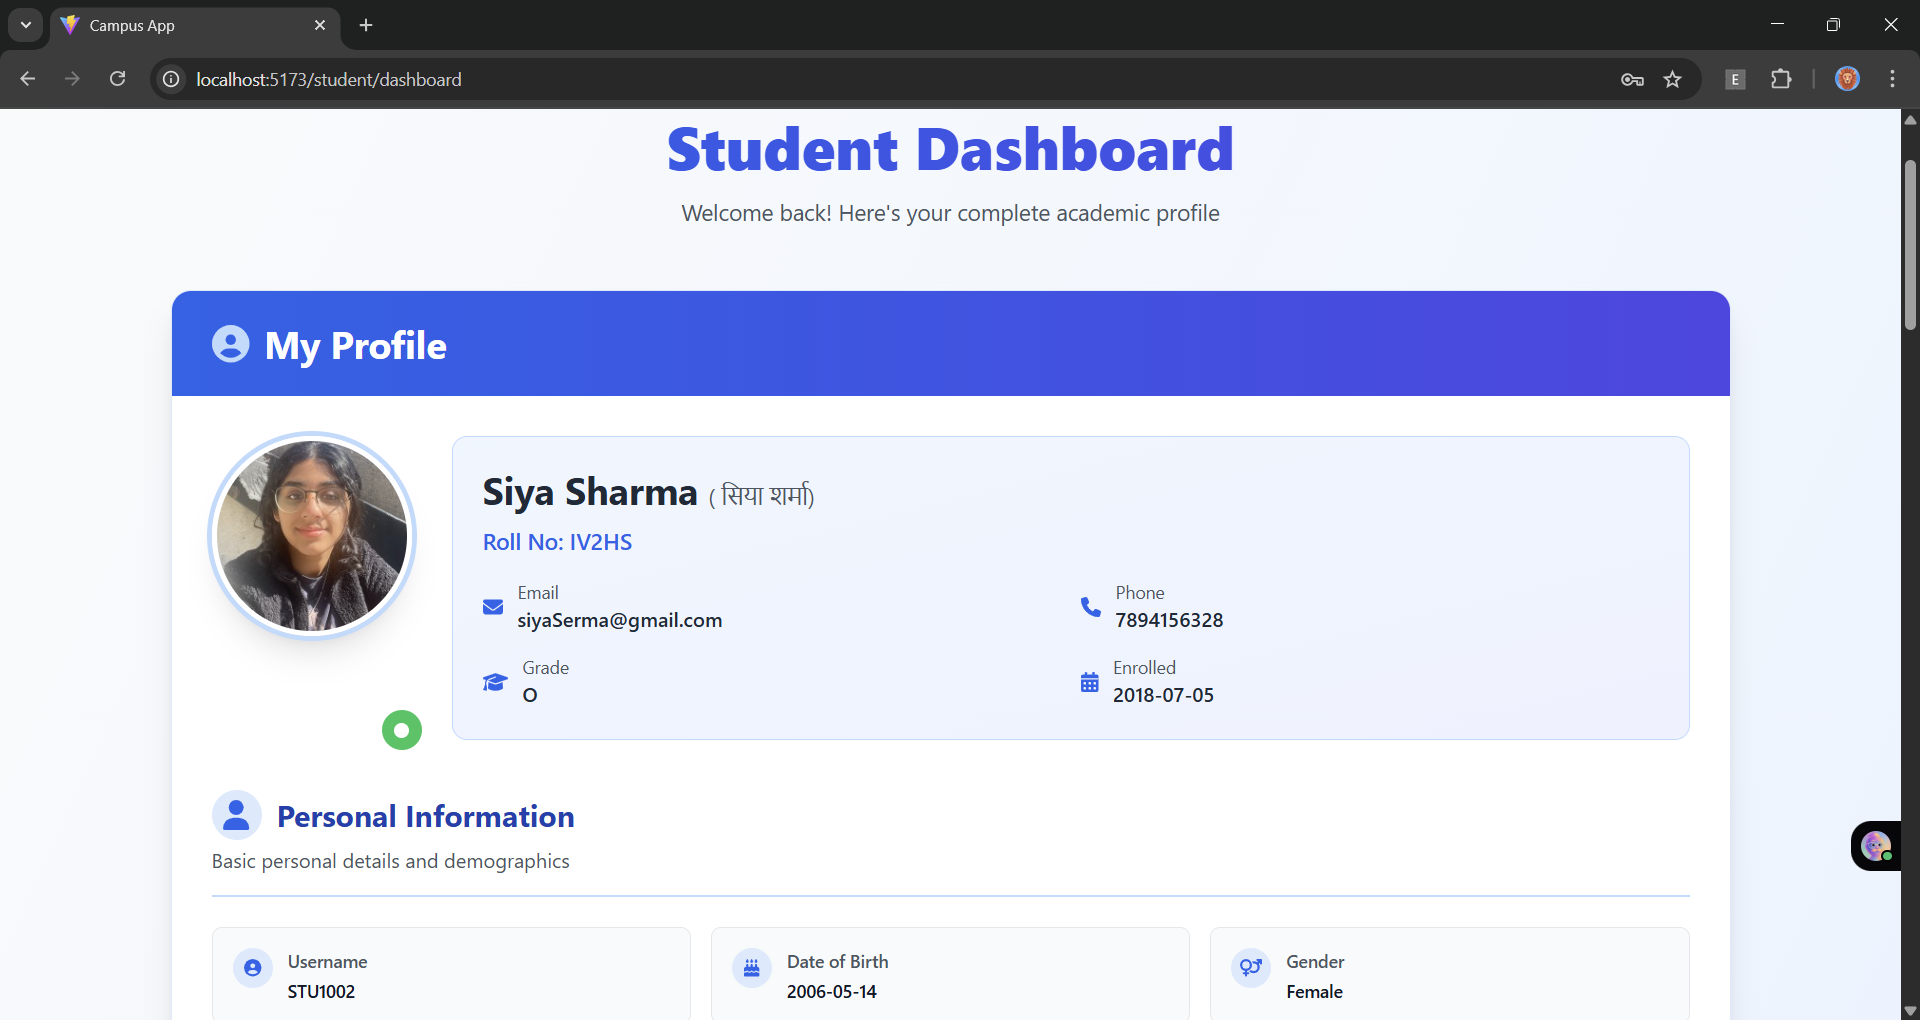 Campus App
localhost:5173/student/dashboard
E
Student Dashboard
Welcome back! Here's your complete academic profile
My Profile
Siya Sharma ( सिया शर्मा)
Roll No: IV2HS
Email
siyaSerma@gmail.com
Phone
7894156328
Grade
O
Enrolled
2018-07-05
Personal Information
Basic personal details and demographics
Username
STU1002
Date of Birth
2006-05-14
Gender
Female